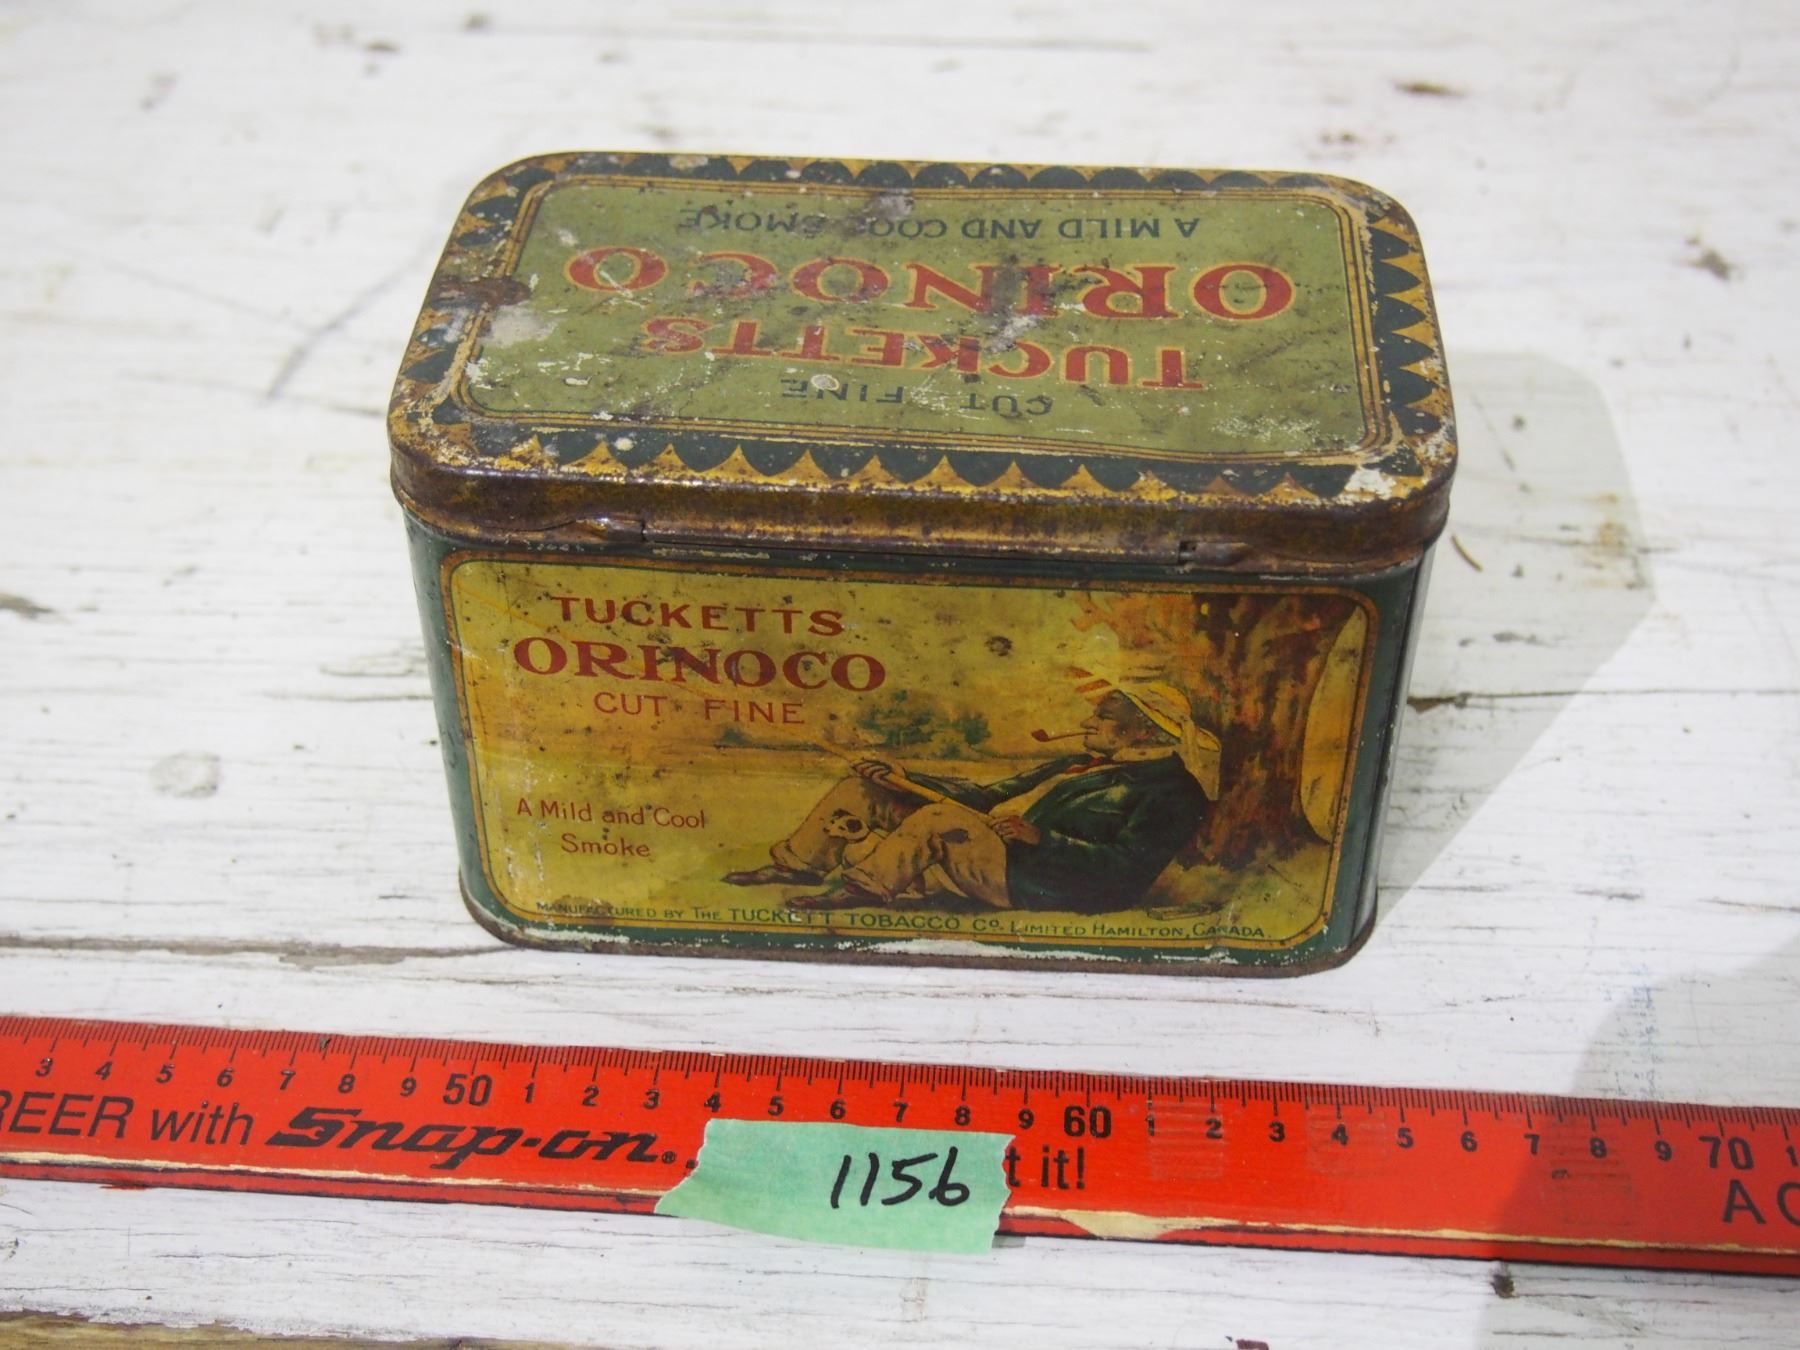 A MILD AND COOL SMOKE
ORINOCO
TUCKETTS
CUT FINE
TUCKETTS
ORINOCO
CUT FINE
A Mild and Cool
Smoke
MANUFACTURED BY THE TUCKETT TOBACCO CO. LIMITED HAMILTON, CANADA.
3 4 5 6 7 8 9 50 1 2 3 4 5 6 7 8 9 60 1 2 3 4 5 6 7 8 9 70 1
REER with Snap-on®. t it! A C
1156